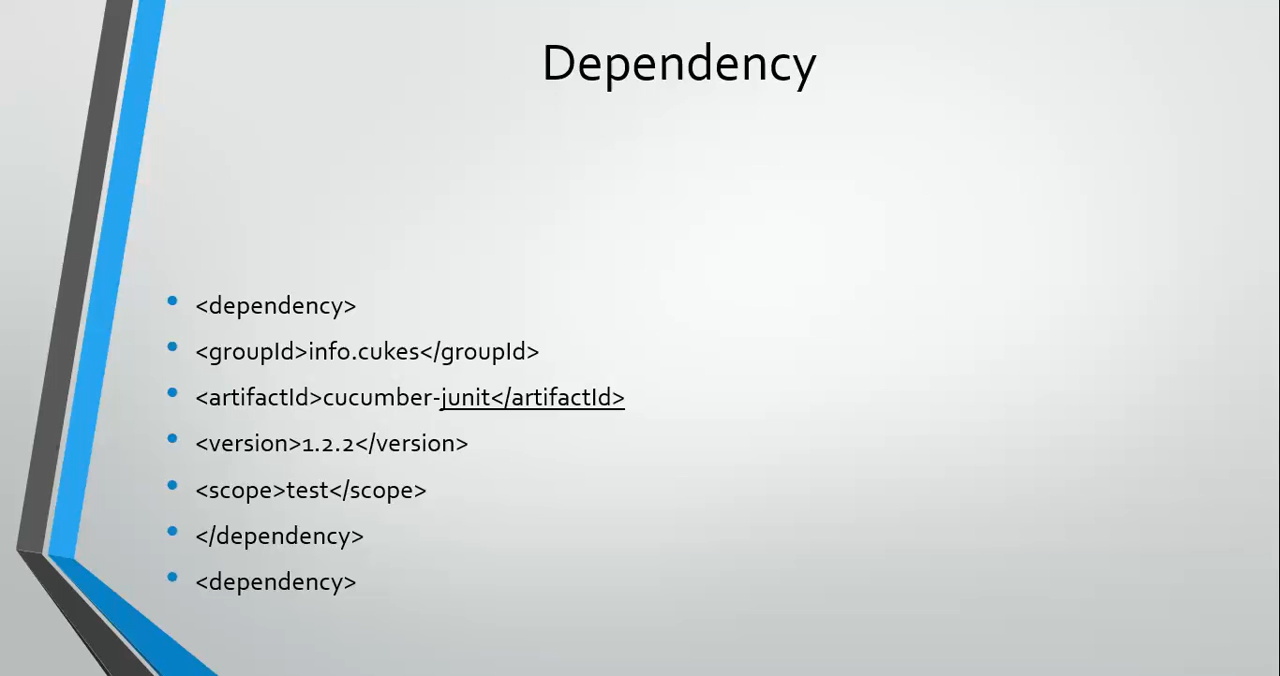 Dependency
<dependency>
<groupId>info.cukes</groupId>
<artifactId>cucumber-junit</artifactId>
<version>1.2.2</version>
<scope>test</scope>
</dependency>
<dependency>